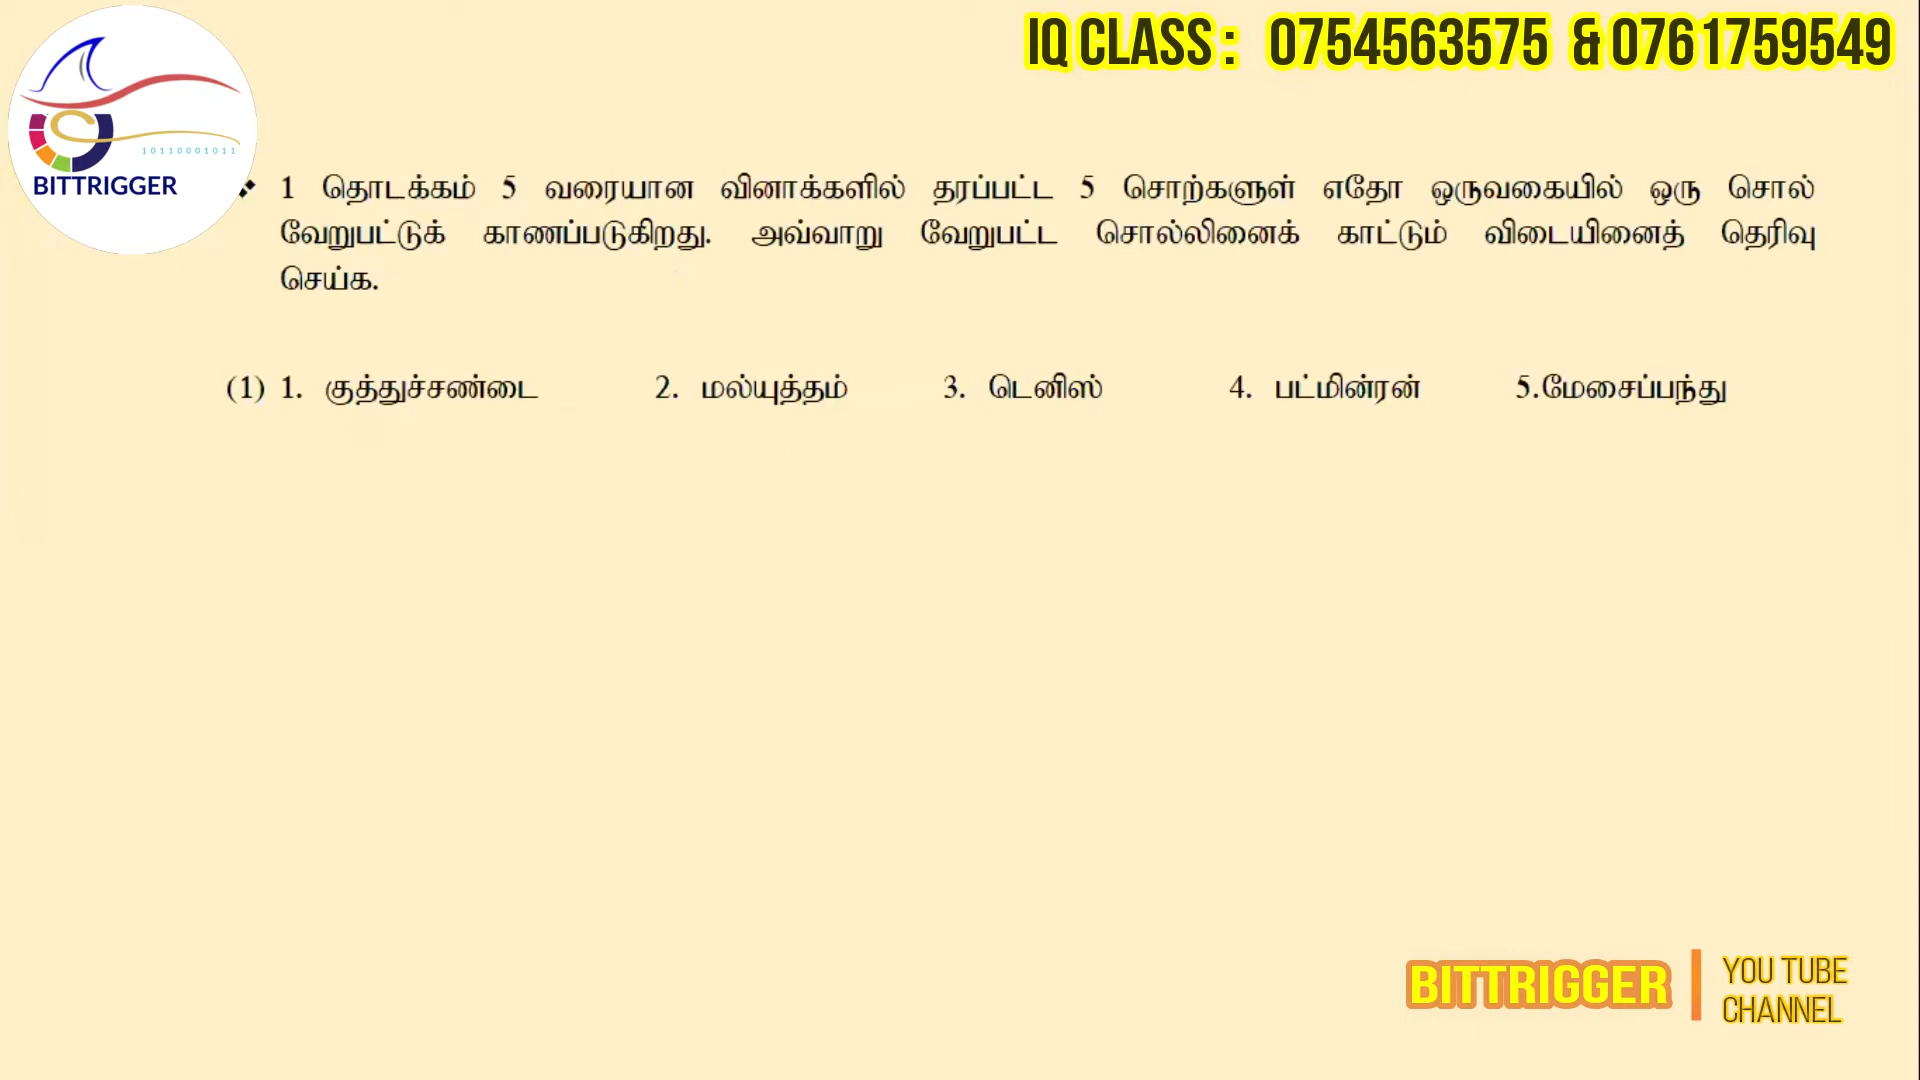 IQ CLASS : 0754563575 & 0761759549
10110001011
BITTRIGGER
1 தொடக்கம் 5 வரையான வினாக்களில் தரப்பட்ட 5 சொற்களுள் எதோ ஒருவகையில் ஒரு சொல்
வேறுபட்டுக் காணப்படுகிறது. அவ்வாறு வேறுபட்ட சொல்லினைக் காட்டும் விடையினைத் தெரிவு
செய்க.
(1) 1. குத்துச்சண்டை 2. மல்யுத்தம் 3. டெனிஸ் 4. பட்மின்ரன் 5.மேசைப்பந்து
BITTRIGGER
YOU TUBE
CHANNEL